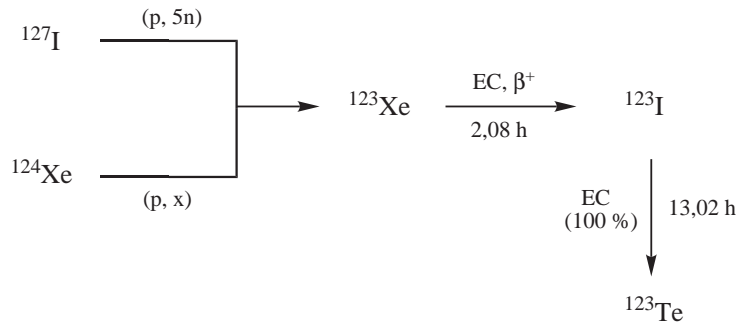 (p, 5n)
¹²⁷I
¹²³Xe
EC, β⁺
2,08 h
¹²³I
¹²⁴Xe
(p, x)
EC
(100 %)
13,02 h
¹²³Te